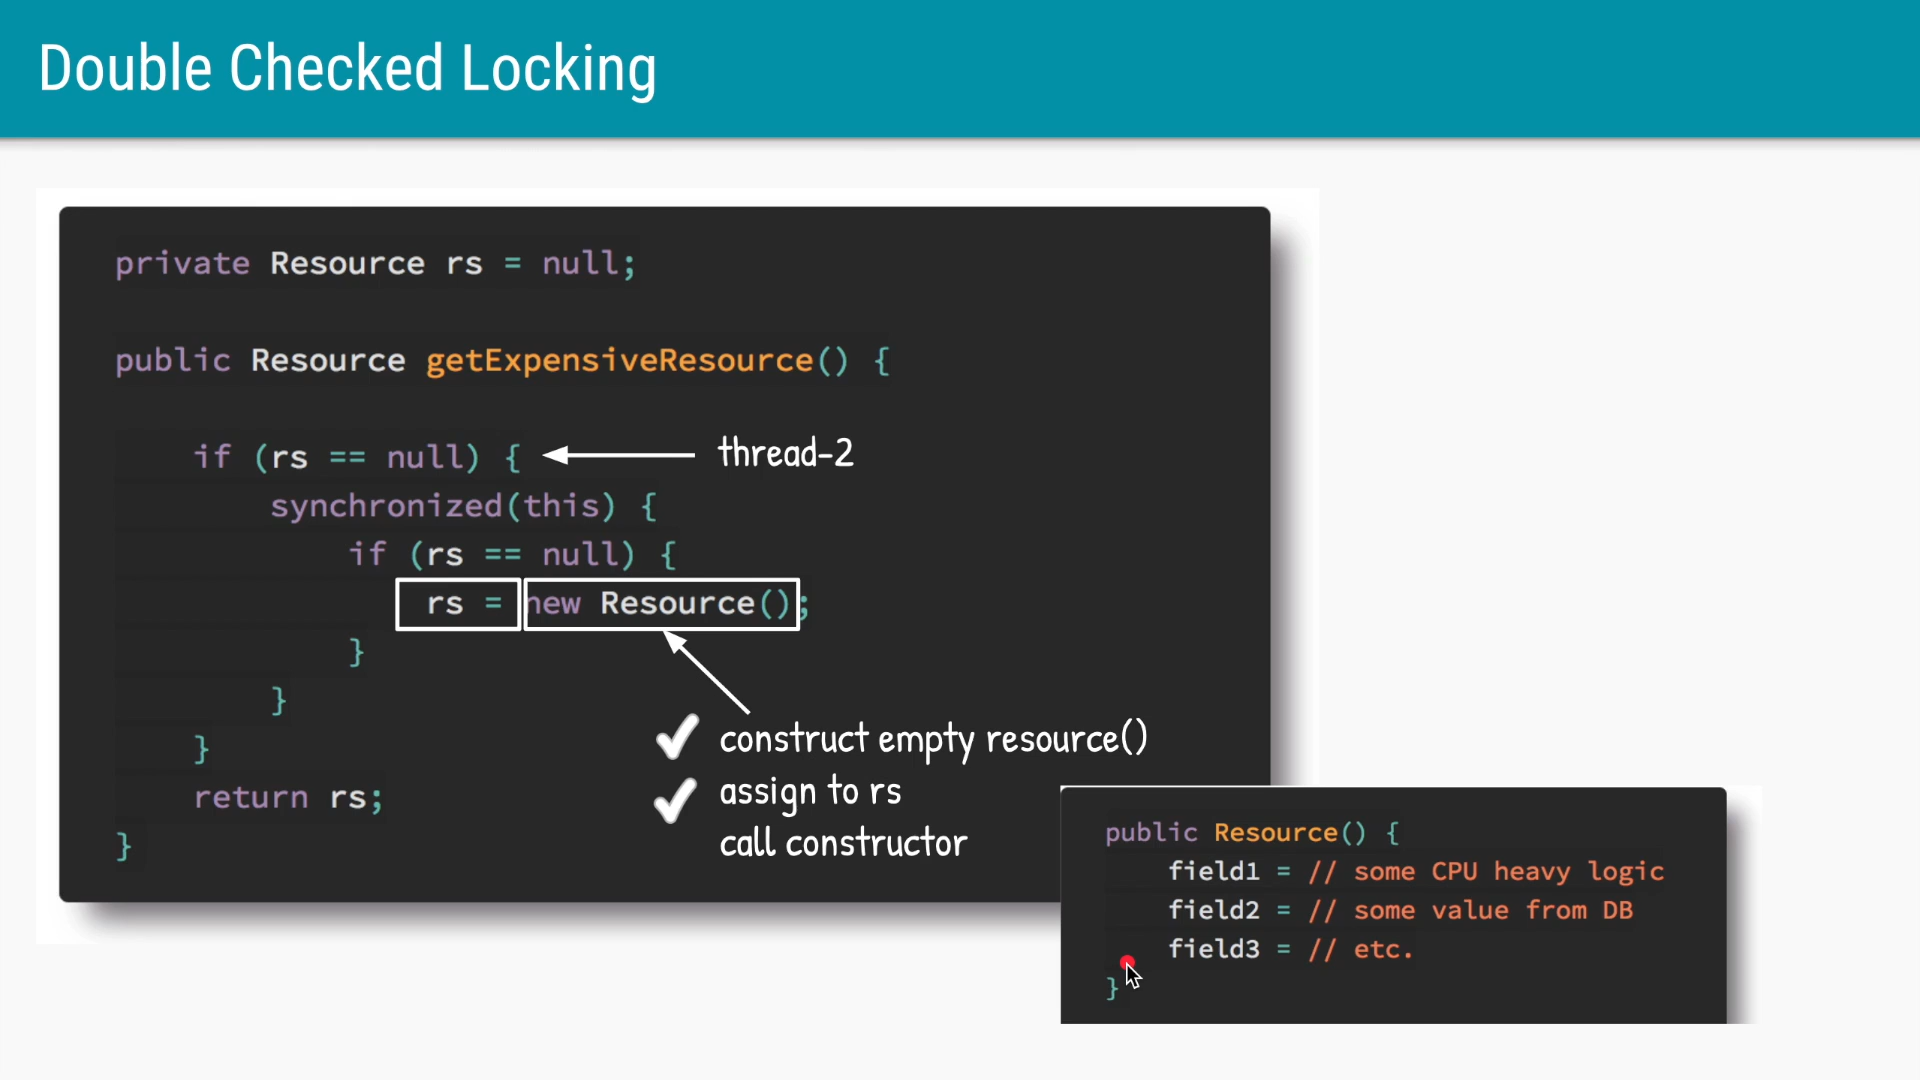 Double Checked Locking
private Resource rs = null;
public Resource getExpensiveResource() {
if (rs == null) {
thread-2
synchronized(this) {
if (rs == null) {
rs = new Resource();
}
}
}
return rs;
}
✔ construct empty resource()
✔ assign to rs
call constructor
public Resource() {
field1 = // some CPU heavy logic
field2 = // some value from DB
field3 = // etc.
}